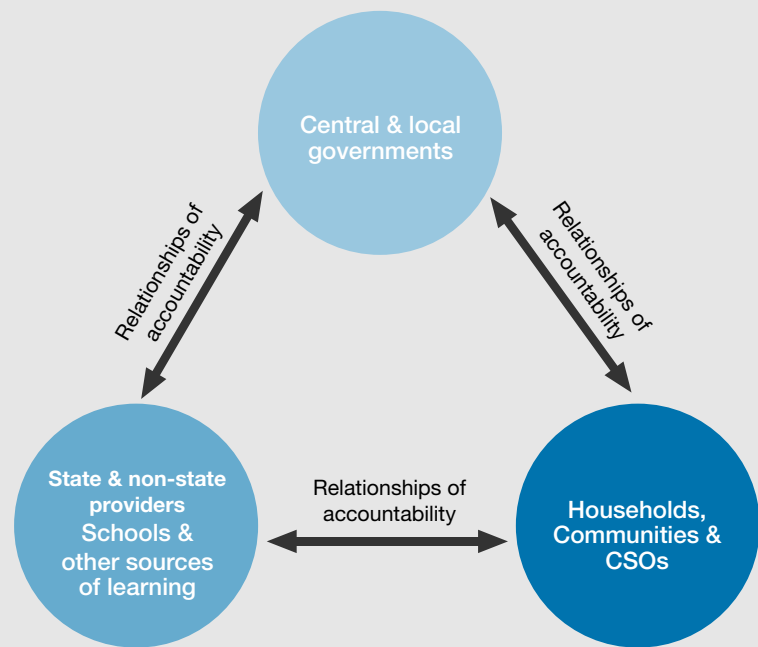 Central & local
governments
Relationships of
accountability
Relationships of
accountability
State & non-state
providers
Schools &
other sources
of learning
Relationships of
accountability
Households,
Communities &
CSOs